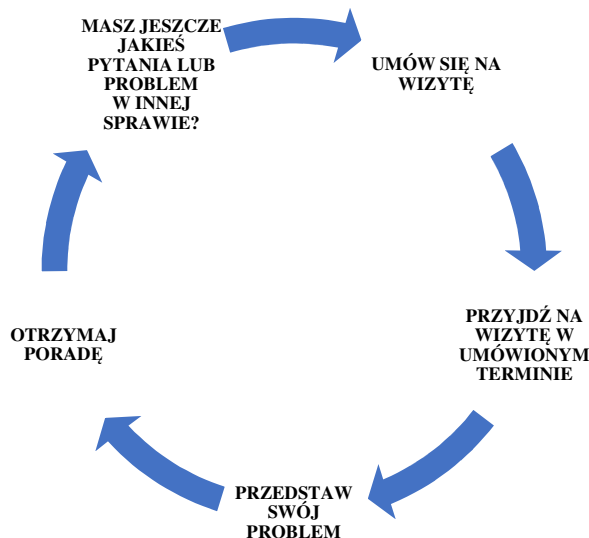 MASZ JESZCZE
JAKIEŚ
PYTANIA LUB
PROBLEM
W INNEJ
SPRAWIE?
UMÓW SIĘ NA
WIZYTĘ
PRZYJDŹ NA
WIZYTĘ W
UMÓWIONYM
TERMINIE
PRZEDSTAW
SWÓJ
PROBLEM
OTRZYMAJ
PORADĘ